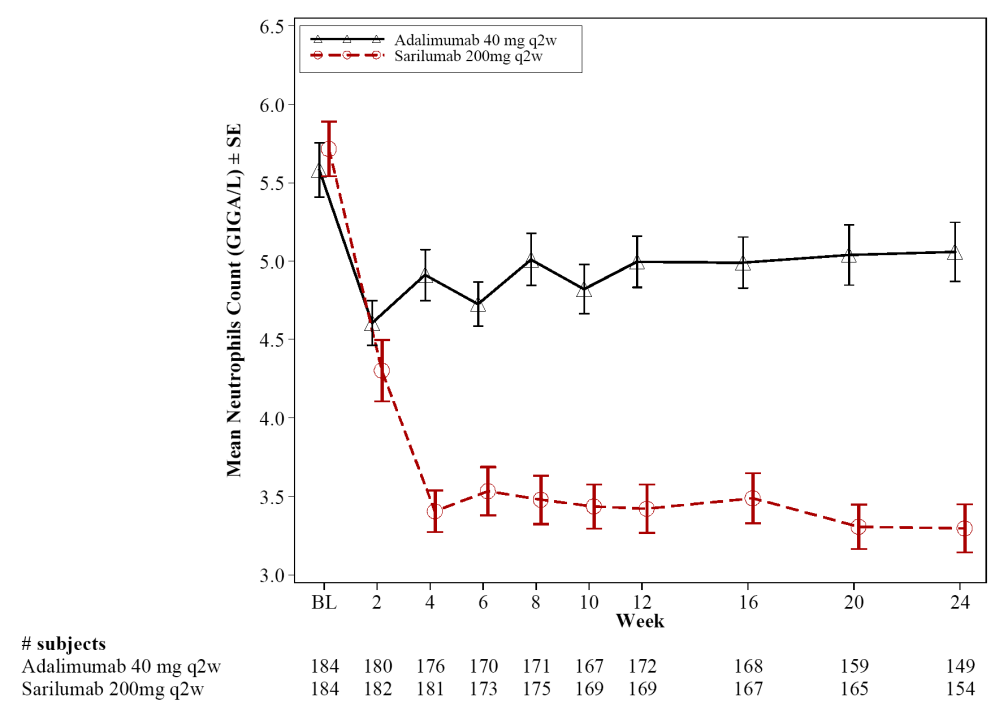 6.5
6.0
5.5
5.0
4.5
4.0
3.5
3.0
Mean Neutrophils Count (GIGA/L) ± SE
Adalimumab 40 mg q2w
Sarilumab 200mg q2w
BL 2 4 6 8 10 12 16 20 24
Week
# subjects
Adalimumab 40 mg q2w 184 180 176 170 171 167 172 168 159 149
Sarilumab 200mg q2w 184 182 181 173 175 169 169 167 165 154